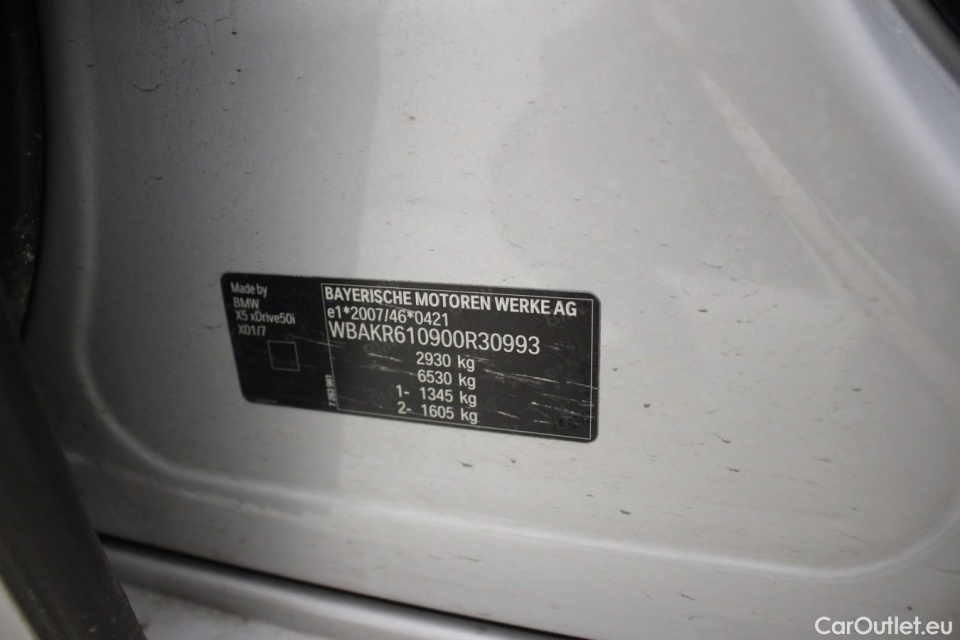 Made by
BMW
X5 xDrive50i
X01/7
BAYERISCHE MOTOREN WERKE AG
e1*2007/46*0421
WBAKR610900R30993
2930 kg
6530 kg
1- 1345 kg
2- 1605 kg
CarOutlet.eu